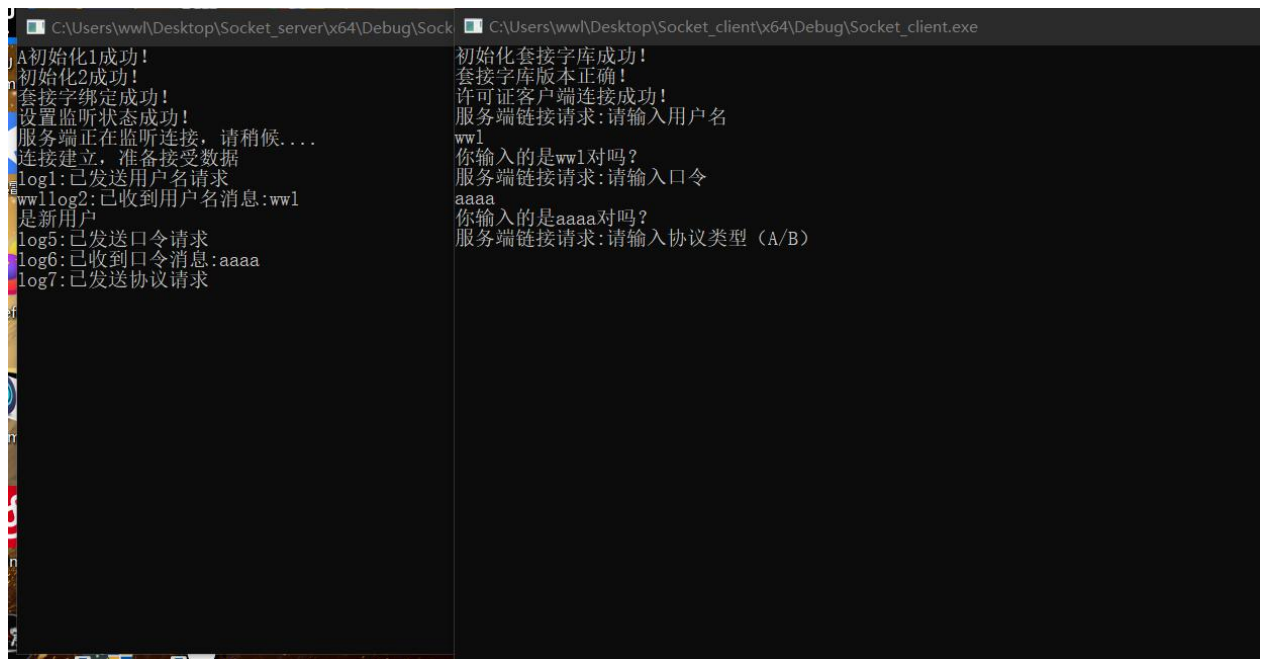 C:\Users\wwl\Desktop\Socket_server\x64\Debug\Sock
A初始化1成功!
初始化2成功!
套接字绑定成功!
设置监听状态成功!
服务端正在监听连接，请稍候....
连接建立，准备接受数据
log1:已发送用户名请求
wwllog2:已收到用户名消息:wwl
是新用户
log5:已发送口令请求
log6:已收到口令消息:aaaa
log7:已发送协议请求
C:\Users\wwl\Desktop\Socket_client\x64\Debug\Socket_client.exe
初始化套接字库成功!
套接字库版本正确!
许可证客户端连接成功!
服务端链接请求:请输入用户名
wwl
你输入的是wwl对吗?
服务端链接请求:请输入口令
aaaa
你输入的是aaaa对吗?
服务端链接请求:请输入协议类型（A/B）